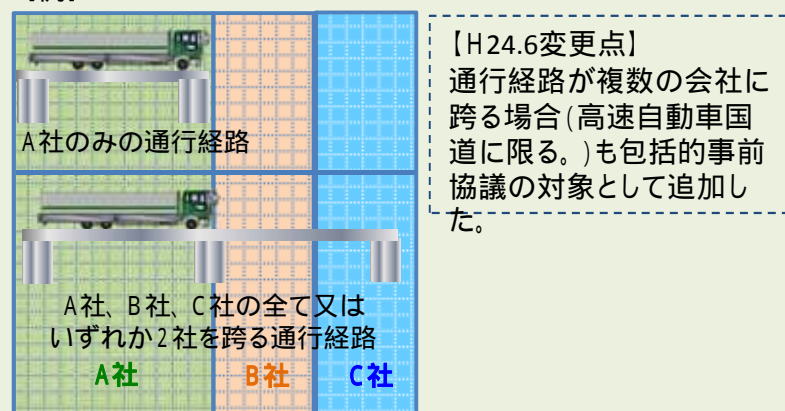 A社のみの通行経路
A社、B社、C社の全て又は
いずれか2社を跨る通行経路
A社 B社 C社
【H24.6変更点】
通行経路が複数の会社に
跨る場合(高速自動車国
道に限る。)も包括的事前
協議の対象として追加し
た。